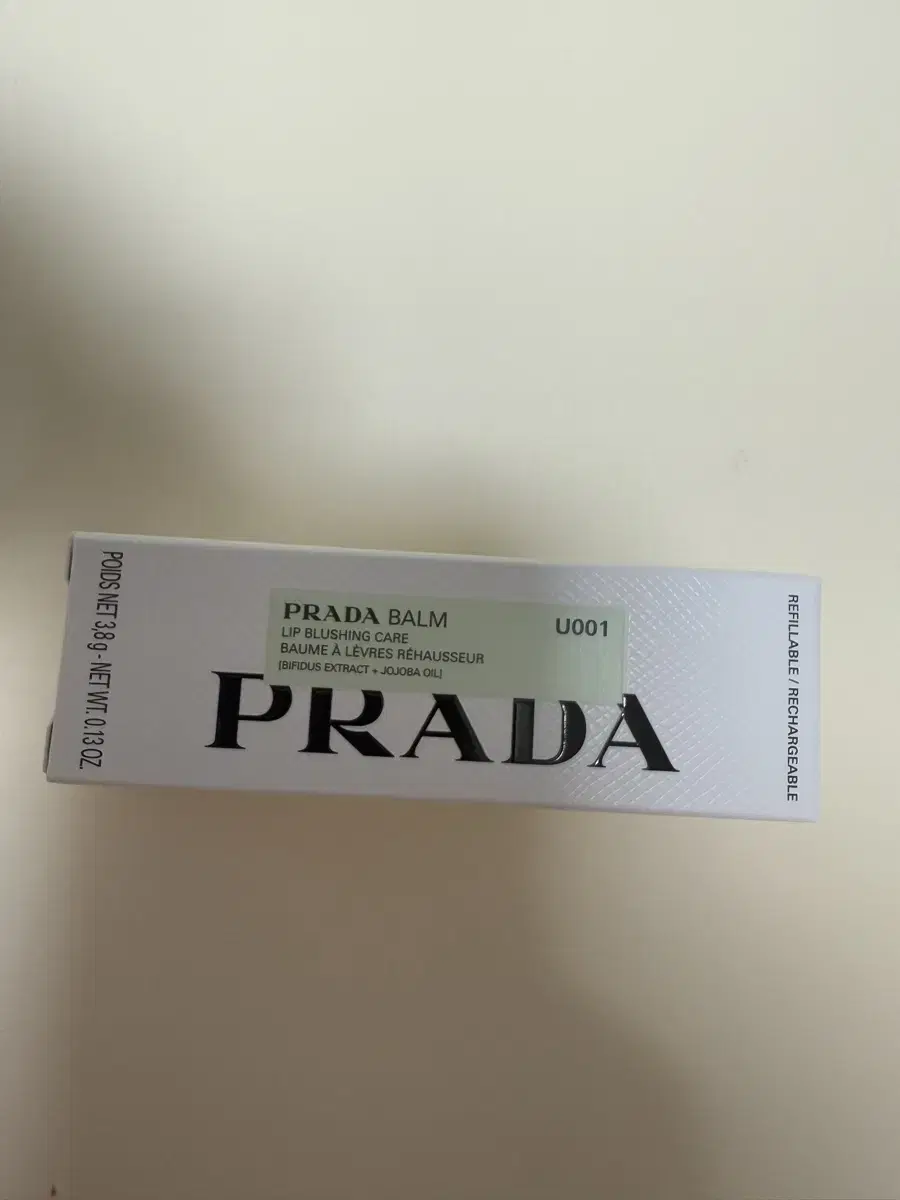 POIDS NET 3,8 g - NET WT. 0.13 OZ.
PRADA BALM
LIP BLUSHING CARE
BAUME À LÈVRES RÉHAUSSEUR
[BIFIDUS EXTRACT + JOJOBA OIL]
U001
PRADA
REFILLABLE / RECHARGEABLE